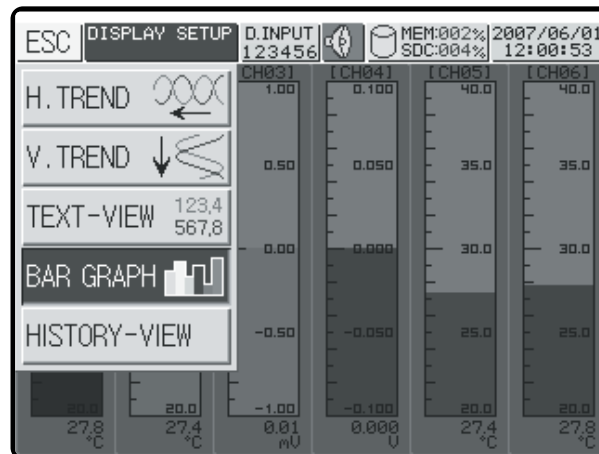 ESC
DISPLAY SETUP
D.INPUT
123456
MEM:002%
SDC:004%
2007/06/01
12:00:53
H.TREND
V.TREND
TEXT-VIEW
123,4
567,8
BAR GRAPH
HISTORY-VIEW
CH03]
[CH04]
[CH05]
[CH06]
1.00
0.100
40.0
40.0
0.50
0.050
35.0
35.0
0.00
0.000
30.0
30.0
-0.50
-0.050
25.0
25.0
20.0
20.0
-1.00
-0.100
20.0
20.0
27.8
27.4
0.01
0.000
27.4
27.8
°C
°C
mV
V
°C
°C